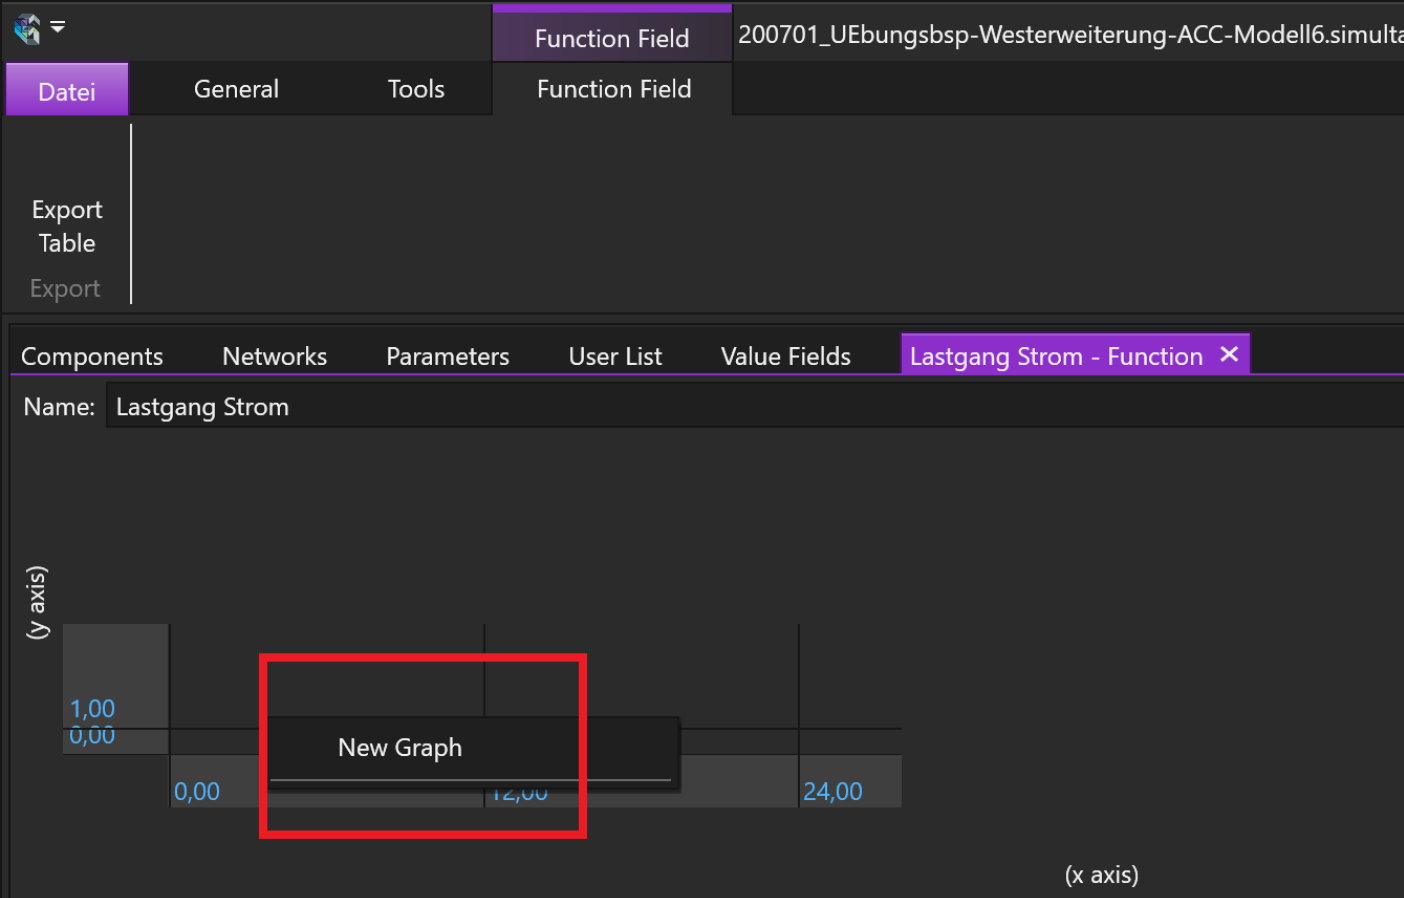 Function Field
200701_UEbungsbsp-Westerweiterung-ACC-Modell6.simulta
Datei
General
Tools
Function Field
Export
Table
Export
Components
Networks
Parameters
User List
Value Fields
Lastgang Strom - Function
Name:
Lastgang Strom
(y axis)
1,00
0,00
New Graph
0,00
12,00
24,00
(x axis)